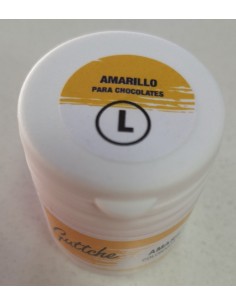 AMARILLO
PARA CHOCOLATES
L
Guttche